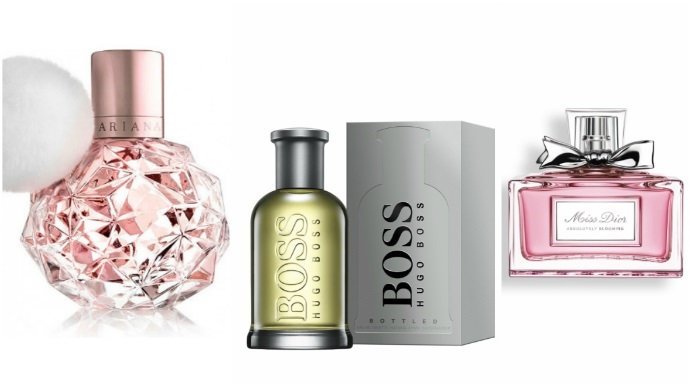 ARIANA
BOSS
HUGO BOSS
BOSS
HUGO BOSS
BOTTLED
Miss Dior
ABSOLUTELY BLOOMING